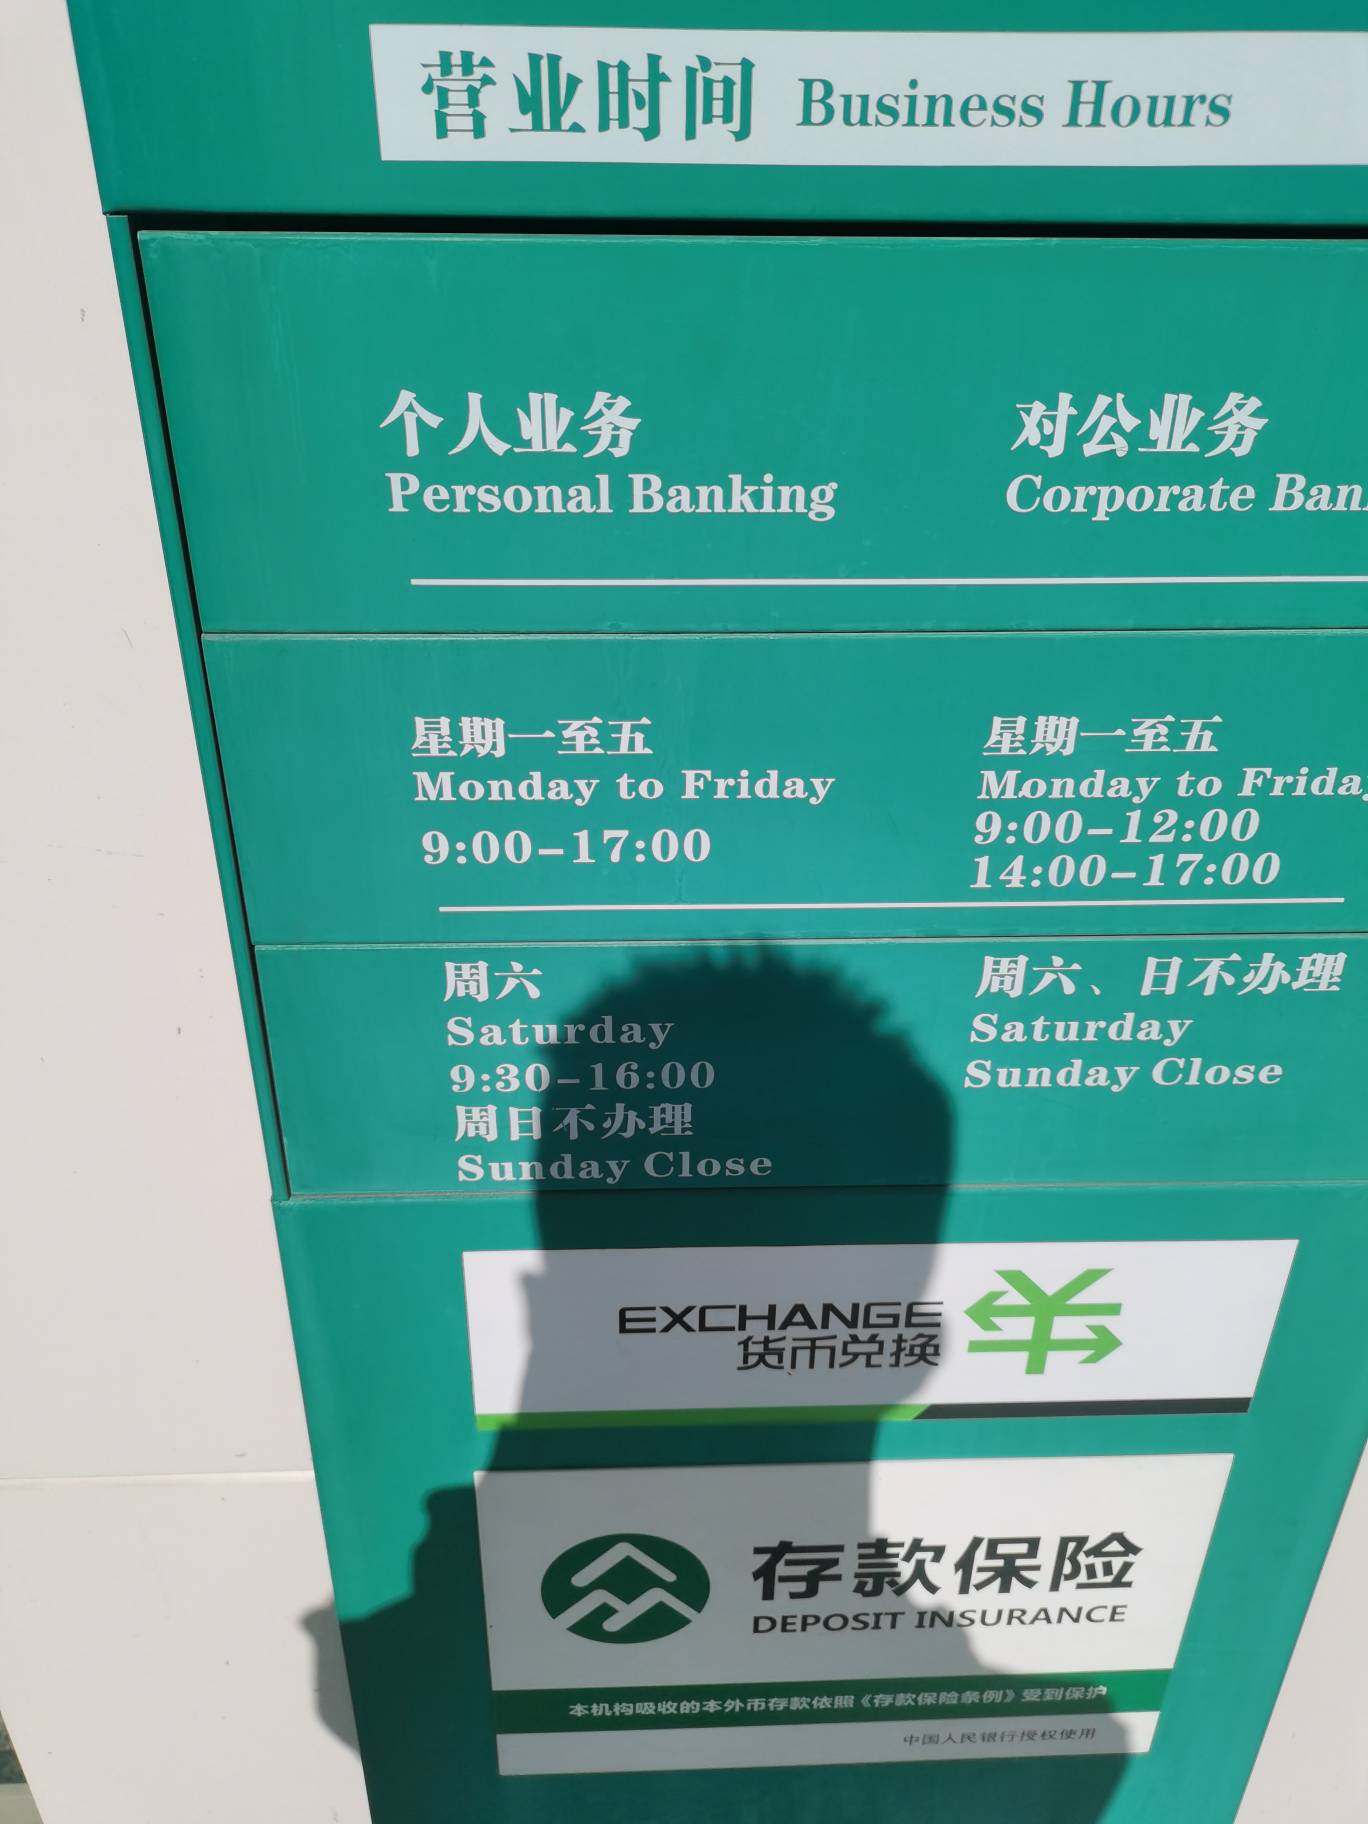 营业时间 Business Hours
个人业务
Personal Banking
对公业务
Corporate
星期一至五
Monday to Friday
9:00-17:00
星期一至五
Monday to
9:00-12:00
14:00-17:00
周六
Saturday
9:30-16:00
周日不办理
Sunday Close
周六、日不办理
Saturday
Sunday Close
EXCHANGE
货币兑换
存款保险
DEPOSIT INSURANCE
本机构吸收的本外币存款依照《存款保险条例》受到保护
中国人民银行授权使用